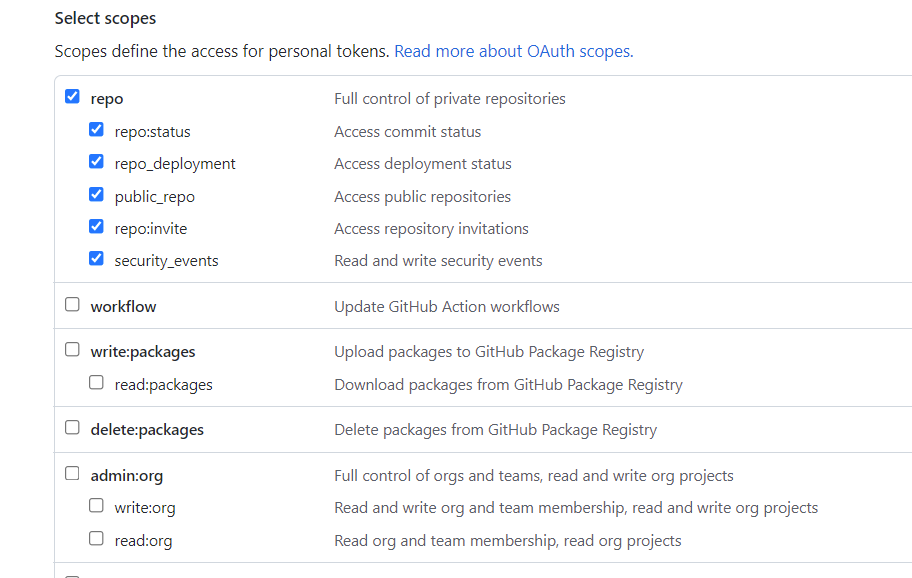 Select scopes
Scopes define the access for personal tokens. Read more about OAuth scopes.
repo Full control of private repositories
repo:status Access commit status
repo_deployment Access deployment status
public_repo Access public repositories
repo:invite Access repository invitations
security_events Read and write security events
workflow Update GitHub Action workflows
write:packages Upload packages to GitHub Package Registry
read:packages Download packages from GitHub Package Registry
delete:packages Delete packages from GitHub Package Registry
admin:org Full control of orgs and teams, read and write org projects
write:org Read and write org and team membership, read and write org projects
read:org Read org and team membership, read org projects